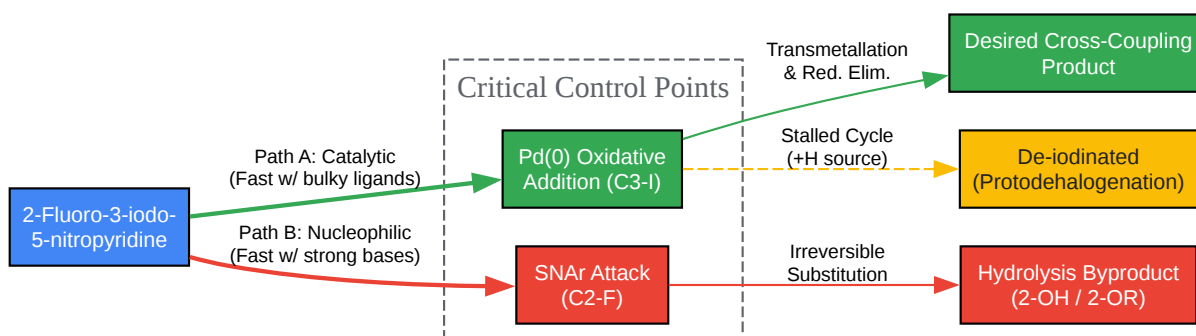 Critical Control Points
2-Fluoro-3-iodo-
5-nitropyridine
Path A: Catalytic
(Fast w/ bulky ligands)
Path B: Nucleophilic
(Fast w/ strong bases)
Pd(0) Oxidative
Addition (C3-I)
SNAr Attack
(C2-F)
Transmetallation
& Red. Elim.
Stalled Cycle
(+H source)
Irreversible
Substitution
Desired Cross-Coupling
Product
De-iodinated
(Protodehalogenation)
Hydrolysis Byproduct
(2-OH / 2-OR)